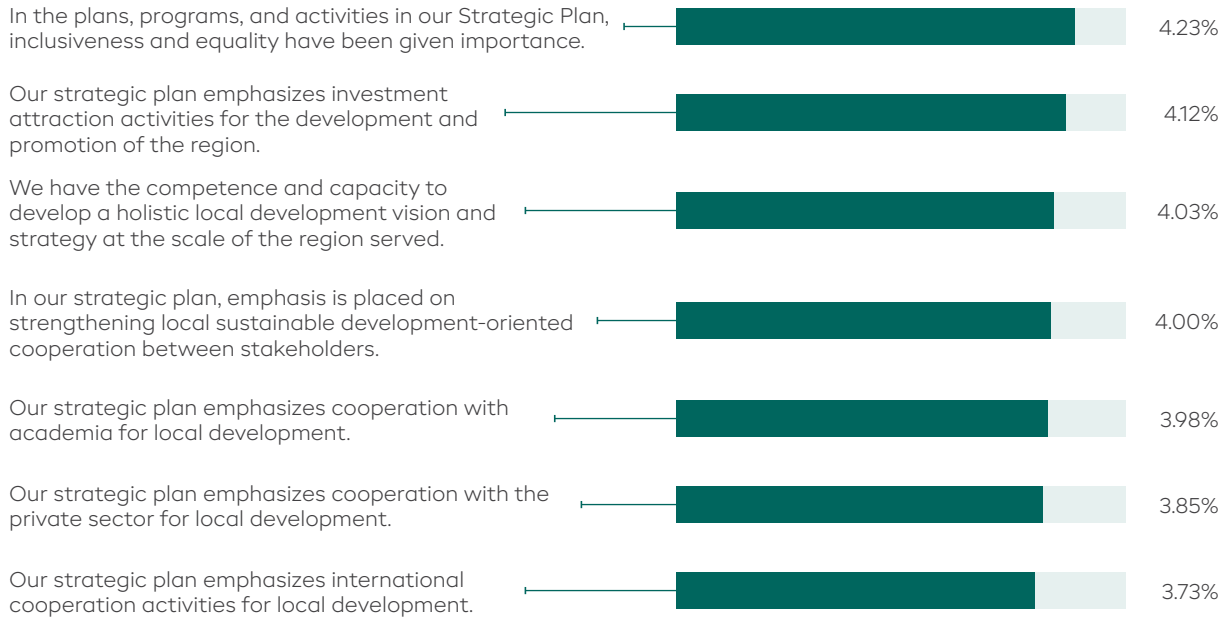 In the plans, programs, and activities in our Strategic Plan,
inclusiveness and equality have been given importance.
4.23%
Our strategic plan emphasizes investment
attraction activities for the development and
promotion of the region.
4.12%
We have the competence and capacity to
develop a holistic local development vision and
strategy at the scale of the region served.
4.03%
In our strategic plan, emphasis is placed on
strengthening local sustainable development-oriented
cooperation between stakeholders.
4.00%
Our strategic plan emphasizes cooperation with
academia for local development.
3.98%
Our strategic plan emphasizes cooperation with the
private sector for local development.
3.85%
Our strategic plan emphasizes international
cooperation activities for local development.
3.73%